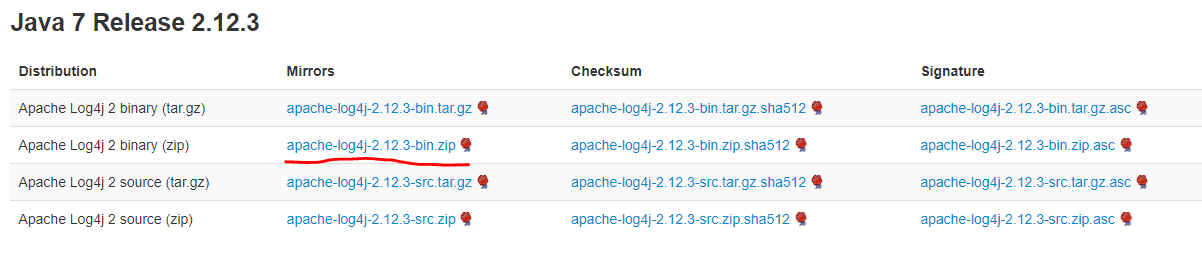 Java 7 Release 2.12.3
Distribution Mirrors Checksum Signature
Apache Log4j 2 binary (tar.gz) apache-log4j-2.12.3-bin.tar.gz apache-log4j-2.12.3-bin.tar.gz.sha512 apache-log4j-2.12.3-bin.tar.gz.asc
Apache Log4j 2 binary (zip) apache-log4j-2.12.3-bin.zip apache-log4j-2.12.3-bin.zip.sha512 apache-log4j-2.12.3-bin.zip.asc
Apache Log4j 2 source (tar.gz) apache-log4j-2.12.3-src.tar.gz apache-log4j-2.12.3-src.tar.gz.sha512 apache-log4j-2.12.3-src.tar.gz.asc
Apache Log4j 2 source (zip) apache-log4j-2.12.3-src.zip apache-log4j-2.12.3-src.zip.sha512 apache-log4j-2.12.3-src.zip.asc